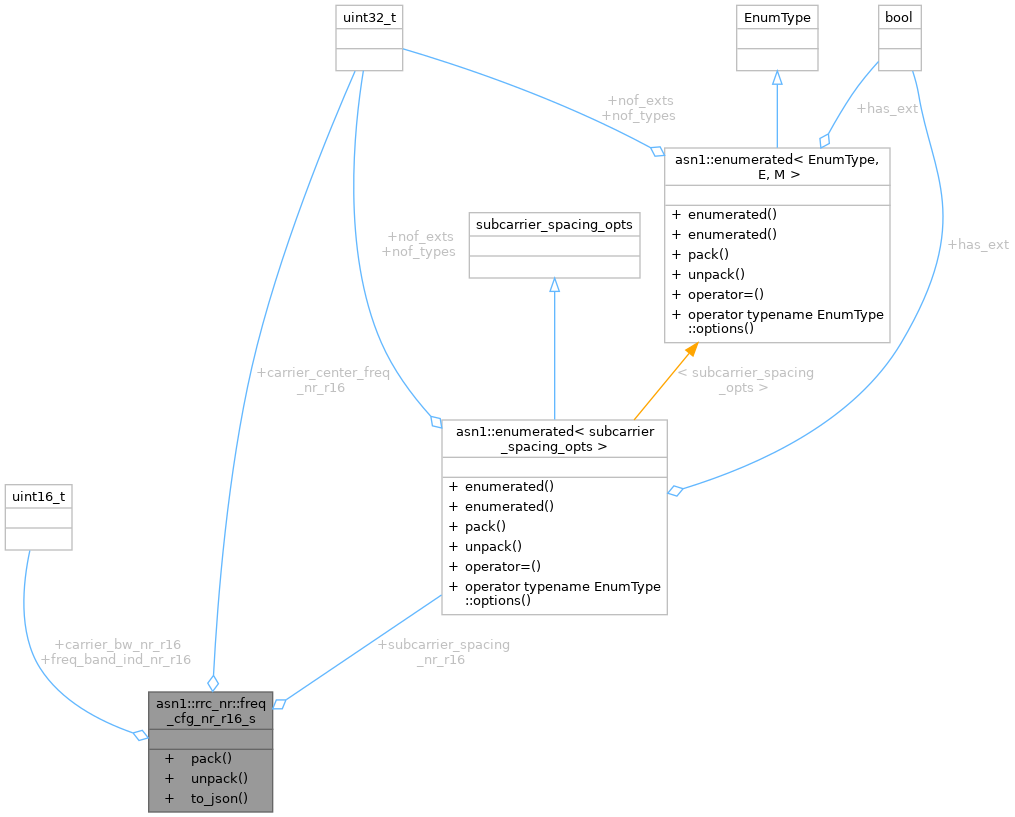 uint32_t
EnumType
bool
+nof_exts
+nof_types
+has_ext
asn1::enumerated< EnumType,
E, M >
+ enumerated()
+ enumerated()
+ pack()
+ unpack()
+ operator=()
+ operator typename EnumType
::options()
subcarrier_spacing_opts
+nof_exts
+nof_types
+has_ext
+carrier_center_freq
_nr_r16
< subcarrier_spacing
_opts >
asn1::enumerated< subcarrier
_spacing_opts >
+ enumerated()
+ enumerated()
+ pack()
+ unpack()
+ operator=()
+ operator typename EnumType
::options()
uint16_t
+carrier_bw_nr_r16
+freq_band_ind_nr_r16
+subcarrier_spacing
_nr_r16
asn1::rrc_nr::freq
_cfg_nr_r16_s
+ pack()
+ unpack()
+ to_json()